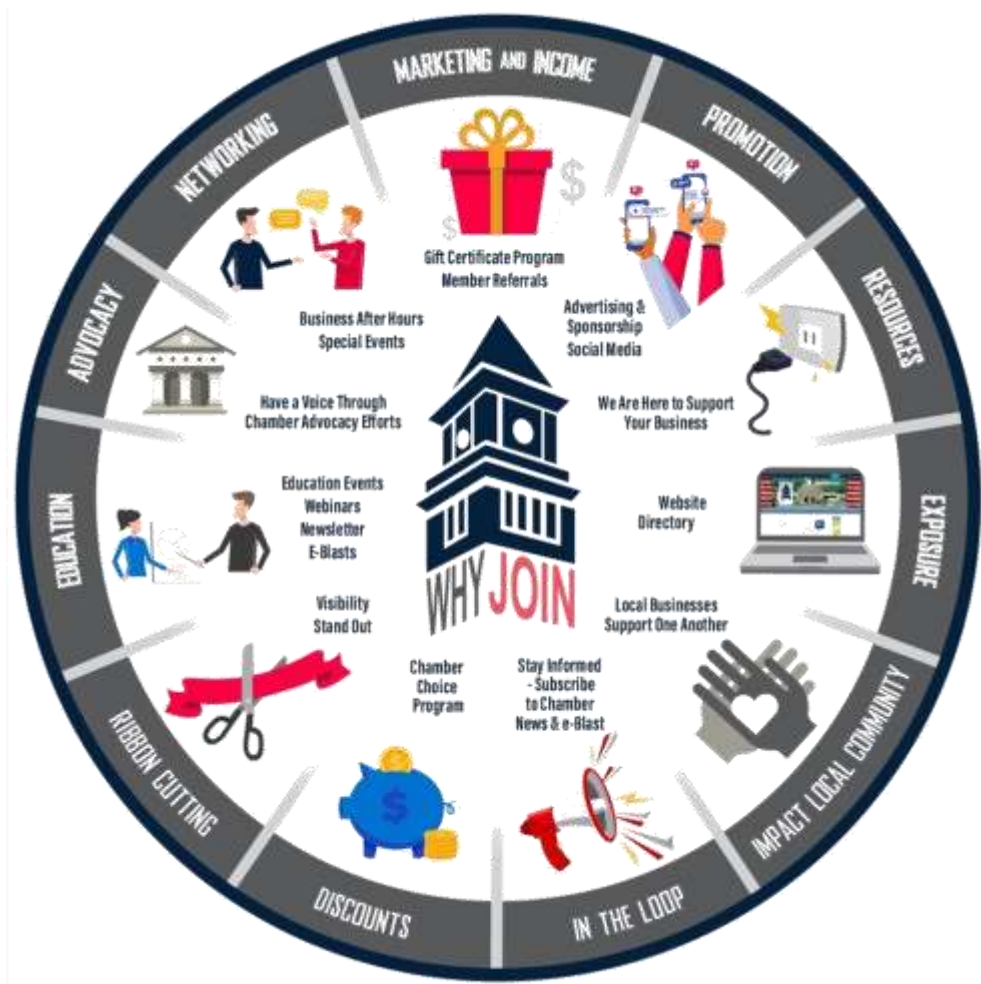 MARKETING AND INCOME
Gift Certificate Program
Member Referrals
PROMOTION
Advertising &
Sponsorship
Social Media
RESOURCES
We Are Here to Support
Your Business
EXPOSURE
Website
Directory
IMPACT LOCAL COMMUNITY
Local Businesses
Support One Another
IN THE LOOP
Stay Informed
- Subscribe
to Chamber
News & e-Blast
DISCOUNTS
Chamber
Choice
Program
RIBBON CUTTING
Visibility
Stand Out
EDUCATION
Education Events
Webinars
Newsletter
E-Blasts
ADVOCACY
Have a Voice Through
Chamber Advocacy Efforts
NETWORKING
Business After Hours
Special Events
WHY JOIN